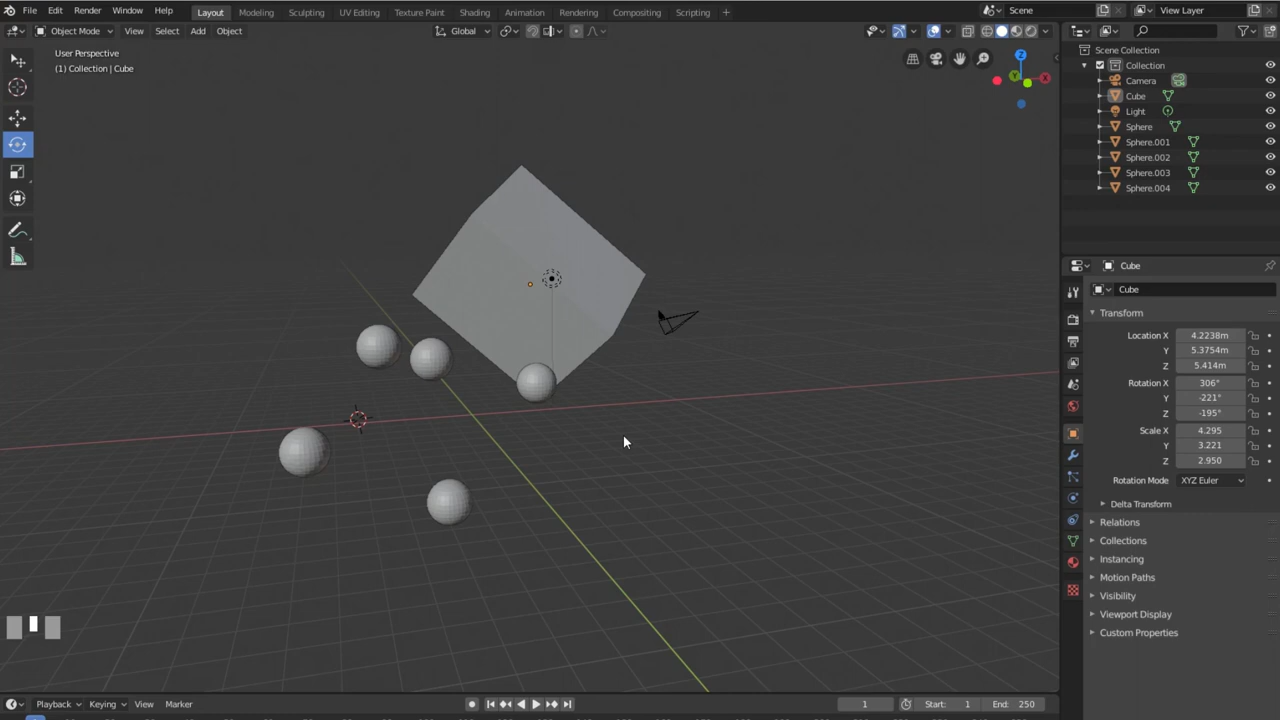 File Edit Render Window Help
Layout Modeling Sculpting UV Editing Texture Paint Shading Animation Rendering Compositing Scripting +
Scene
View Layer
Object Mode View Select Add Object
Global
User Perspective
(1) Collection | Cube
Z
Y
X
Scene Collection
Collection
Camera
Cube
Light
Sphere
Sphere.001
Sphere.002
Sphere.003
Sphere.004
Cube
Cube
Transform
Location X 4.2238m
Y 5.3754m
Z 5.414m
Rotation X 306°
Y -221°
Z -195°
Scale X 4.295
Y 3.221
Z 2.950
Rotation Mode XYZ Euler
Delta Transform
Relations
Collections
Instancing
Motion Paths
Visibility
Viewport Display
Custom Properties
Playback Keying View Marker
1
Start: 1
End: 250